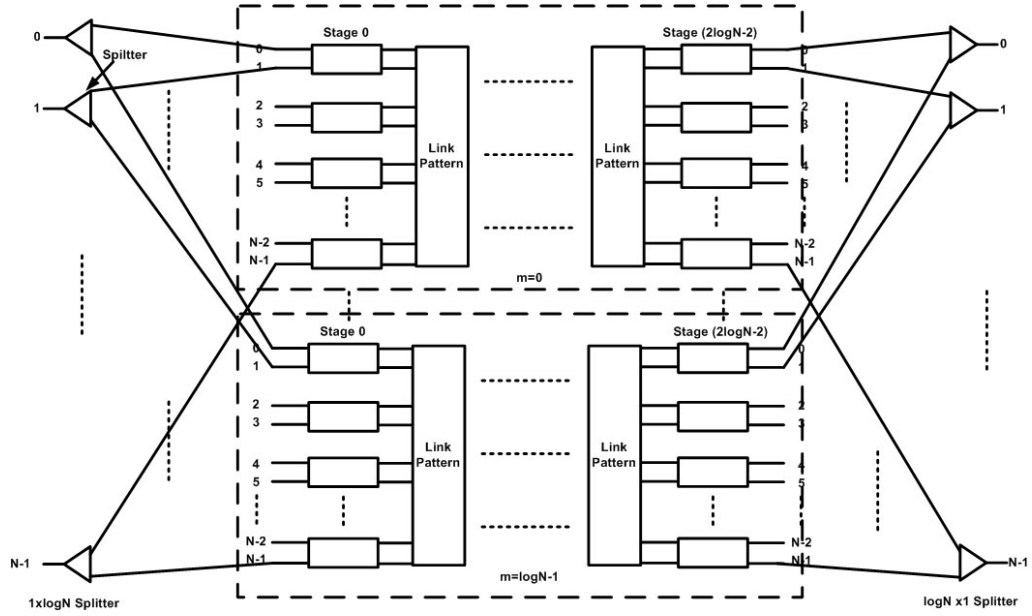 Stage 0
Stage (2logN-2)
0
0
0
0
Spiltter
1
1
1
1
2
2
3
3
Link
Pattern
Link
Pattern
4
4
5
5
N-2
N-2
N-1
N-1
m=0
Stage 0
Stage (2logN-2)
0
0
1
1
2
2
3
3
Link
Pattern
Link
Pattern
4
4
5
5
N-2
N-2
N-1
N-1
N-1
N-1
m=logN-1
1xlogN Splitter
logN x1 Splitter